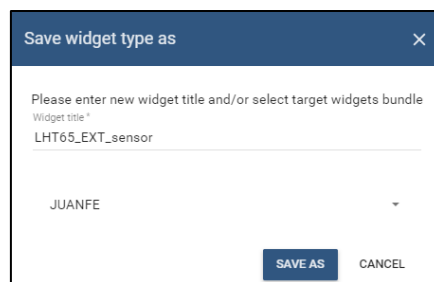 Save widget type as
Please enter new widget title and/or select target widgets bundle
Widget title *
LHT65_EXT_sensor
JUANFE
SAVE AS CANCEL